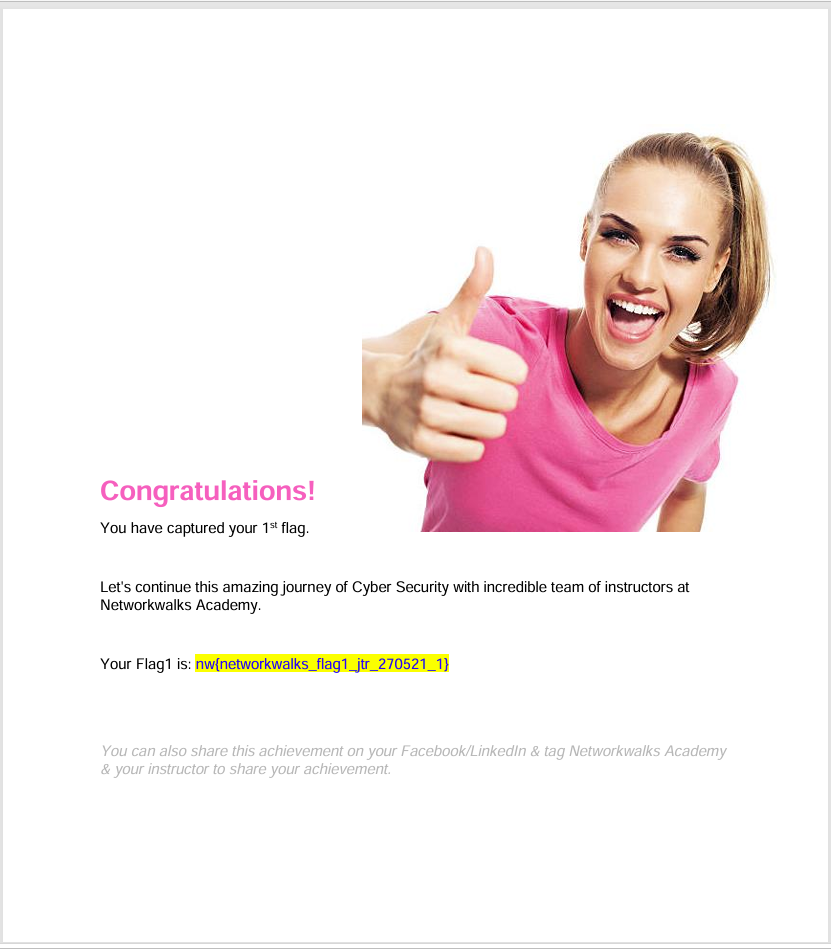 Congratulations!
You have captured your 1st flag.
Let's continue this amazing journey of Cyber Security with incredible team of instructors at
Networkwalks Academy.
Your Flag1 is: nw{networkwalks_flag1_jtr_270521_1}
You can also share this achievement on your Facebook/LinkedIn & tag Networkwalks Academy
& your instructor to share your achievement.